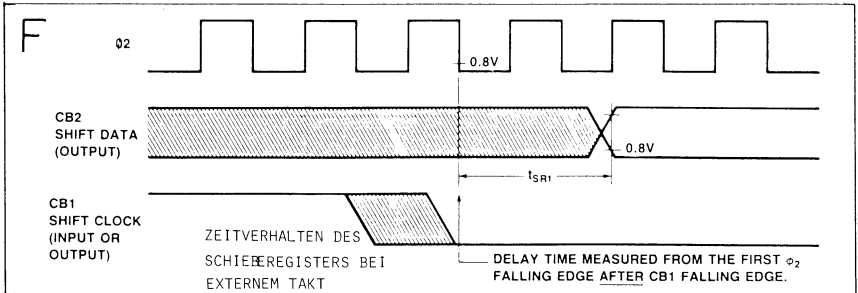 F
φ2
0.8V
CB2
SHIFT DATA
(OUTPUT)
0.8V
tSR1
CB1
SHIFT CLOCK
(INPUT OR
OUTPUT)
ZEITVERHALTEN DES
SCHIEBEREGISTERS BEI
EXTERNEM TAKT
DELAY TIME MEASURED FROM THE FIRST φ2
FALLING EDGE AFTER CB1 FALLING EDGE.